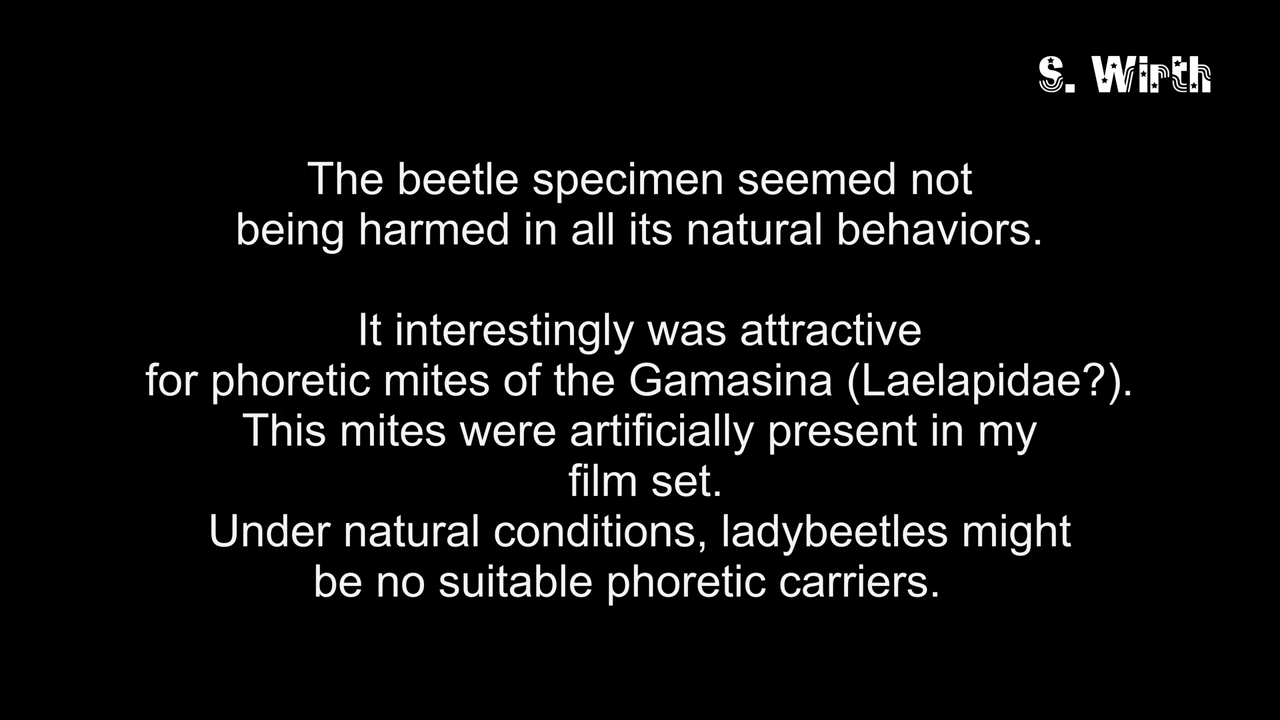 S. Wirth
The beetle specimen seemed not
being harmed in all its natural behaviors.
It interestingly was attractive
for phoretic mites of the Gamasina (Laelapidae?).
This mites were artificially present in my
film set.
Under natural conditions, ladybeetles might
be no suitable phoretic carriers.